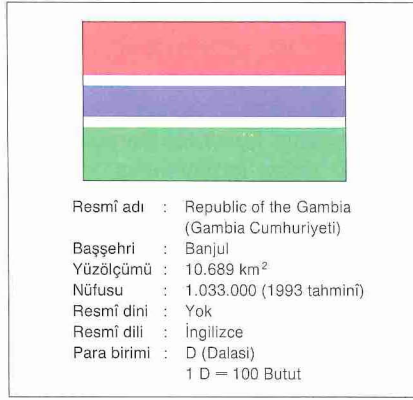 Resmî adı : Republic of the Gambia
(Gambia Cumhuriyeti)
Başşehri : Banjul
Yüzölçümü : 10.689 km²
Nüfusu : 1.033.000 (1993 tahminî)
Resmî dini : Yok
Resmî dili : İngilizce
Para birimi : D (Dalasi)
1 D = 100 Butut